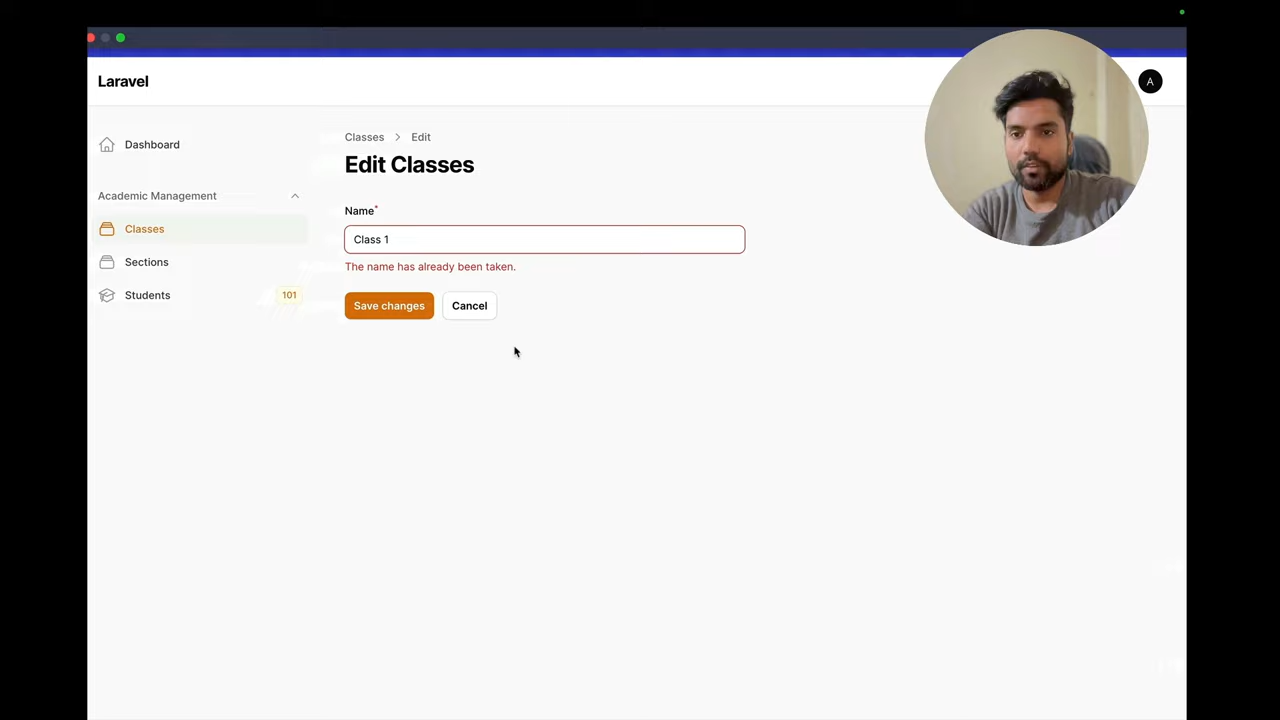 Laravel
A
Dashboard
Academic Management
Classes
Sections
Students
101
Classes > Edit
Edit Classes
Name*
Class 1
The name has already been taken.
Save changes
Cancel